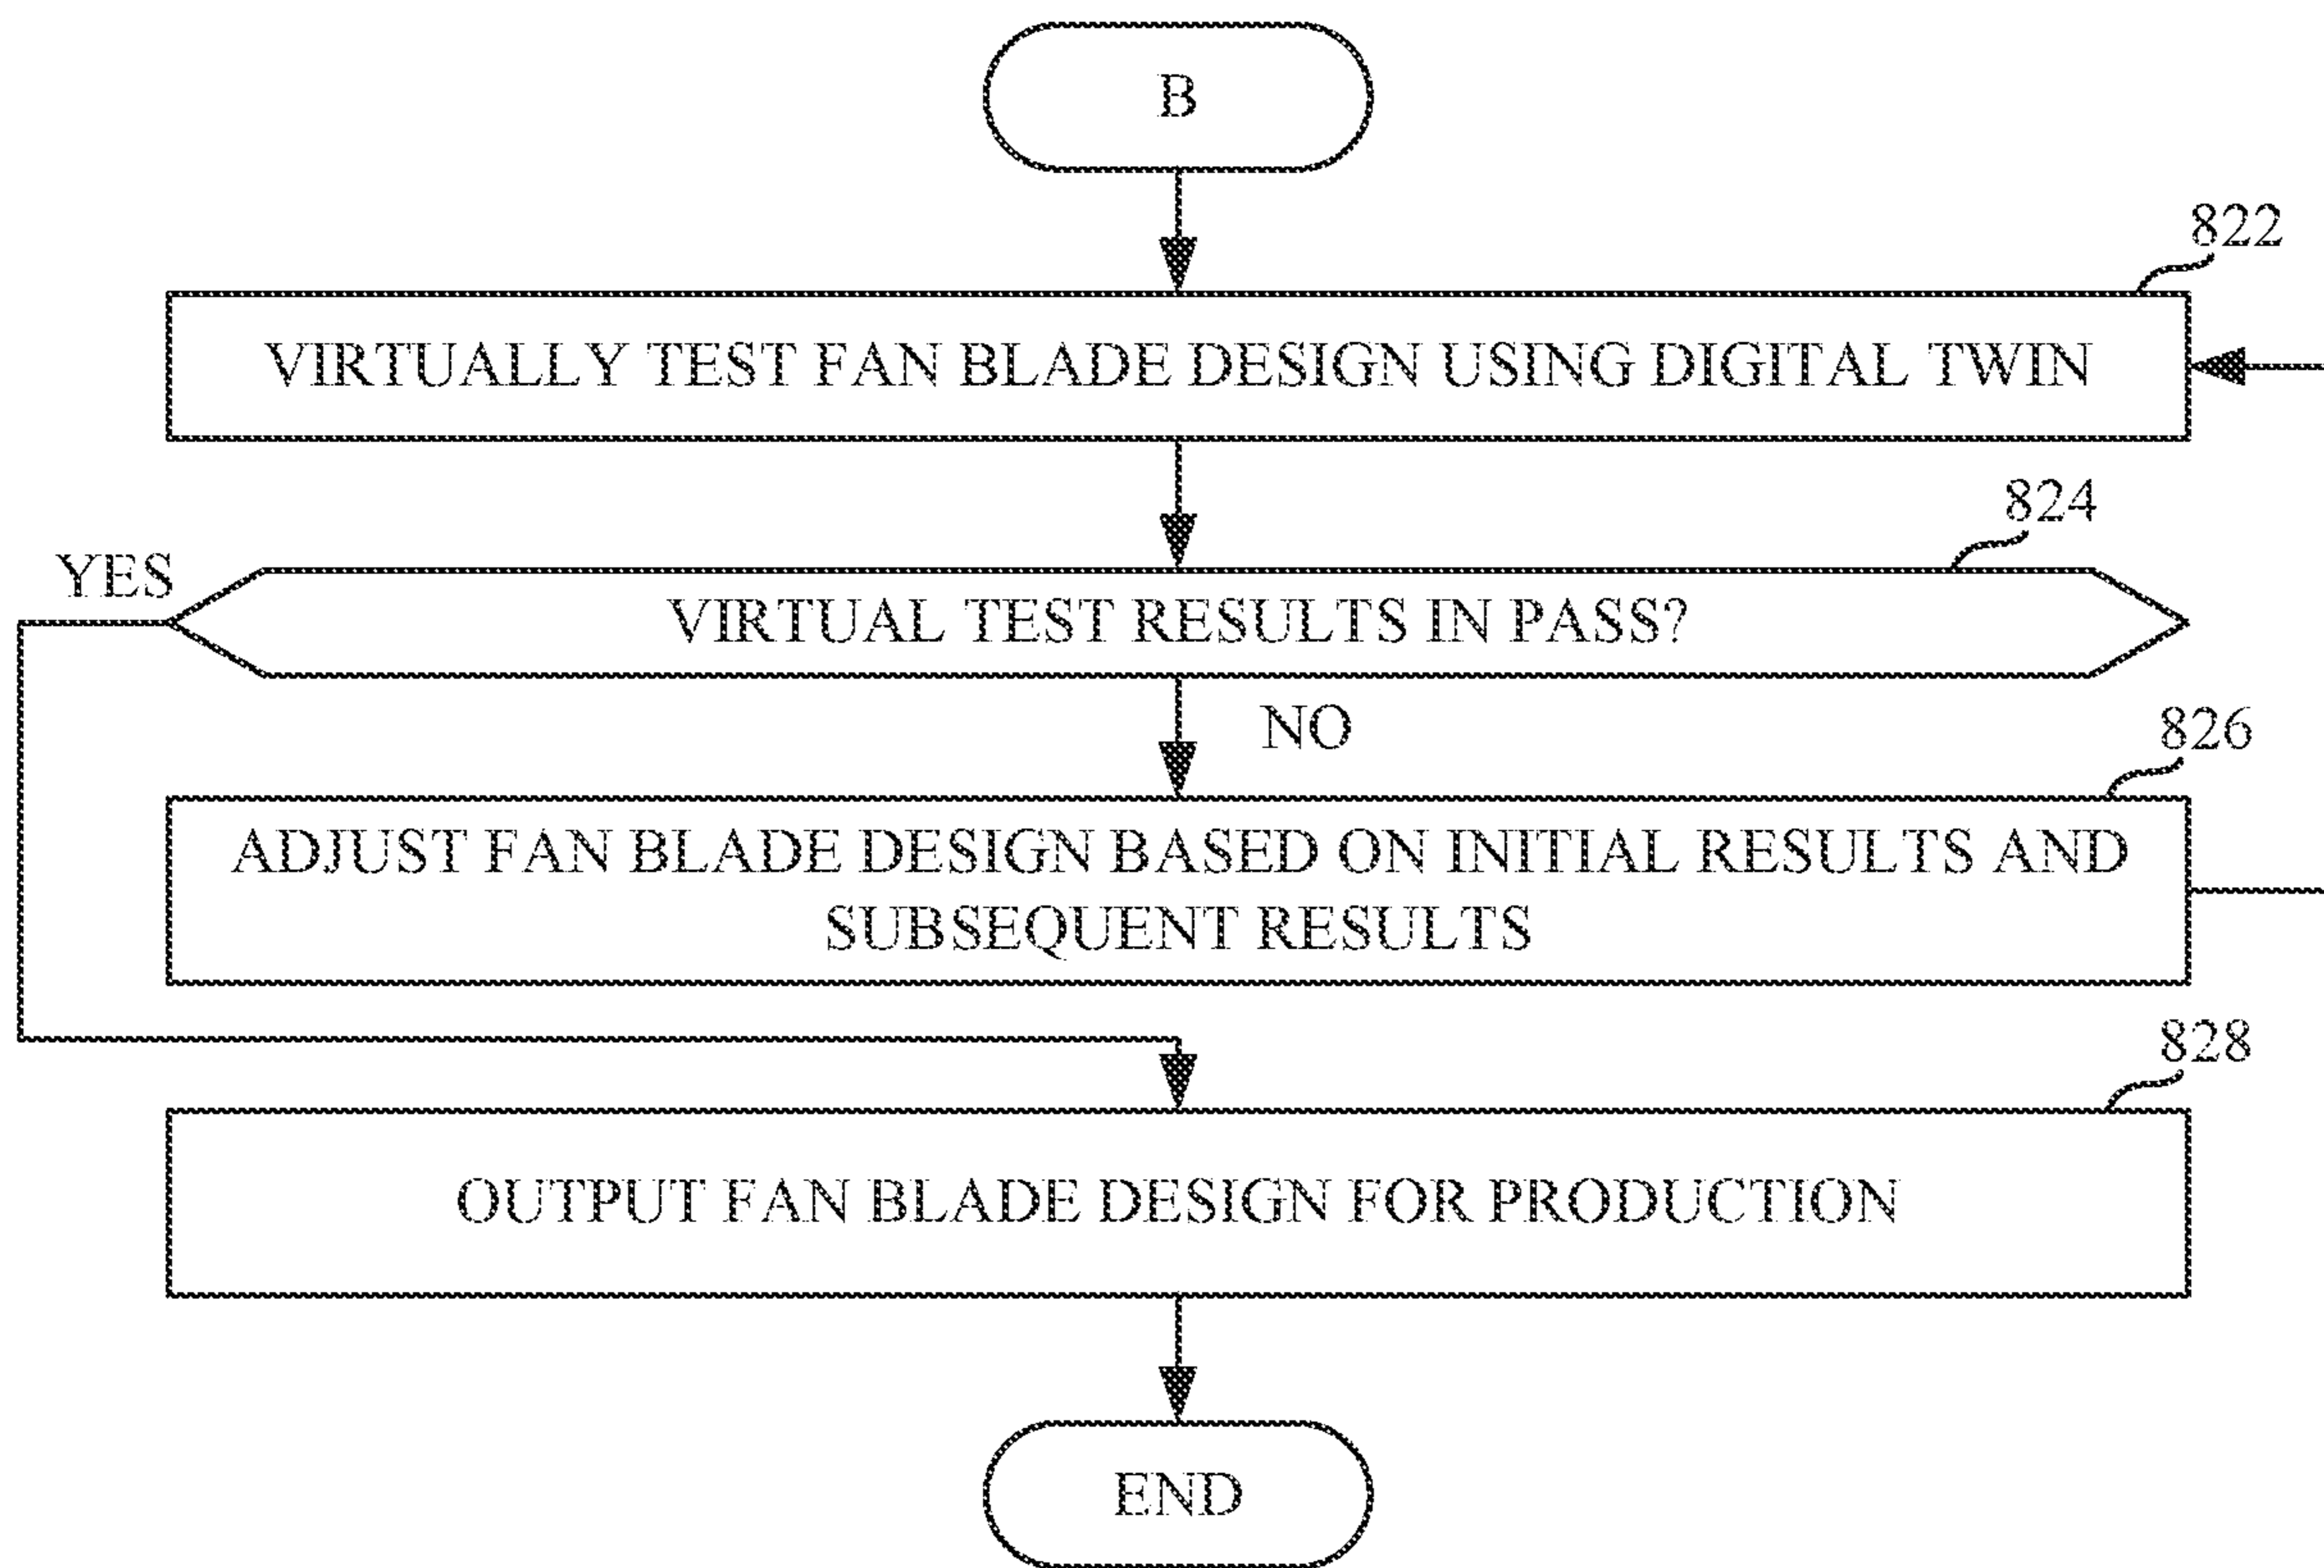 B
822
VIRTUALLY TEST FAN BLADE DESIGN USING DIGITAL TWIN
824
YES
VIRTUAL TEST RESULTS IN PASS?
NO
826
ADJUST FAN BLADE DESIGN BASED ON INITIAL RESULTS AND
SUBSEQUENT RESULTS
828
OUTPUT FAN BLADE DESIGN FOR PRODUCTION
END